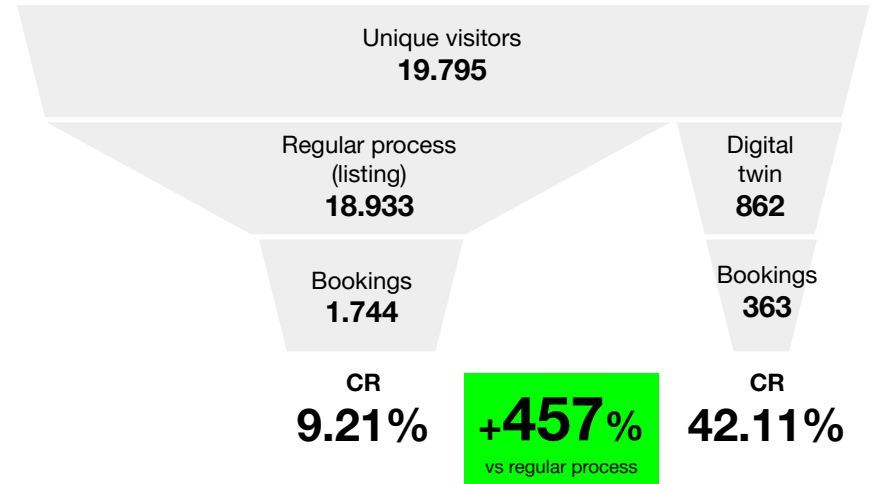 Unique visitors
19.795
Regular process
(listing)
18.933
Digital
twin
862
Bookings
1.744
Bookings
363
CR
9.21%
+457%
vs regular process
CR
42.11%